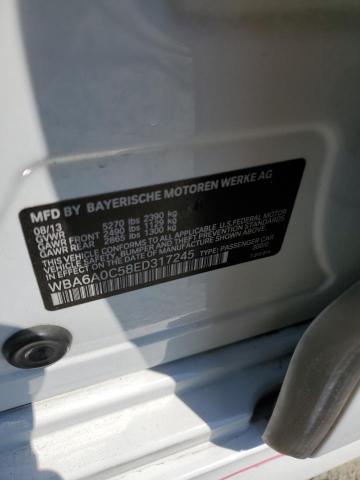 MFD BY BAYERISCHE MOTOREN WERKE AG
08/13
GVWR 5270 lbs 2390 kg
GAWR FRONT 2490 lbs 1129 kg
GAWR REAR 2865 lbs 1300 kg
THIS VEHICLE CONFORMS TO ALL APPLICABLE U.S. FEDERAL MOTOR
VEHICLE SAFETY, BUMPER AND THEFT PREVENTION STANDARDS
IN EFFECT ON THE DATE OF MANUFACTURE SHOWN ABOVE.
WBA6A0C58ED317245 TYPE: PASSENGER CAR